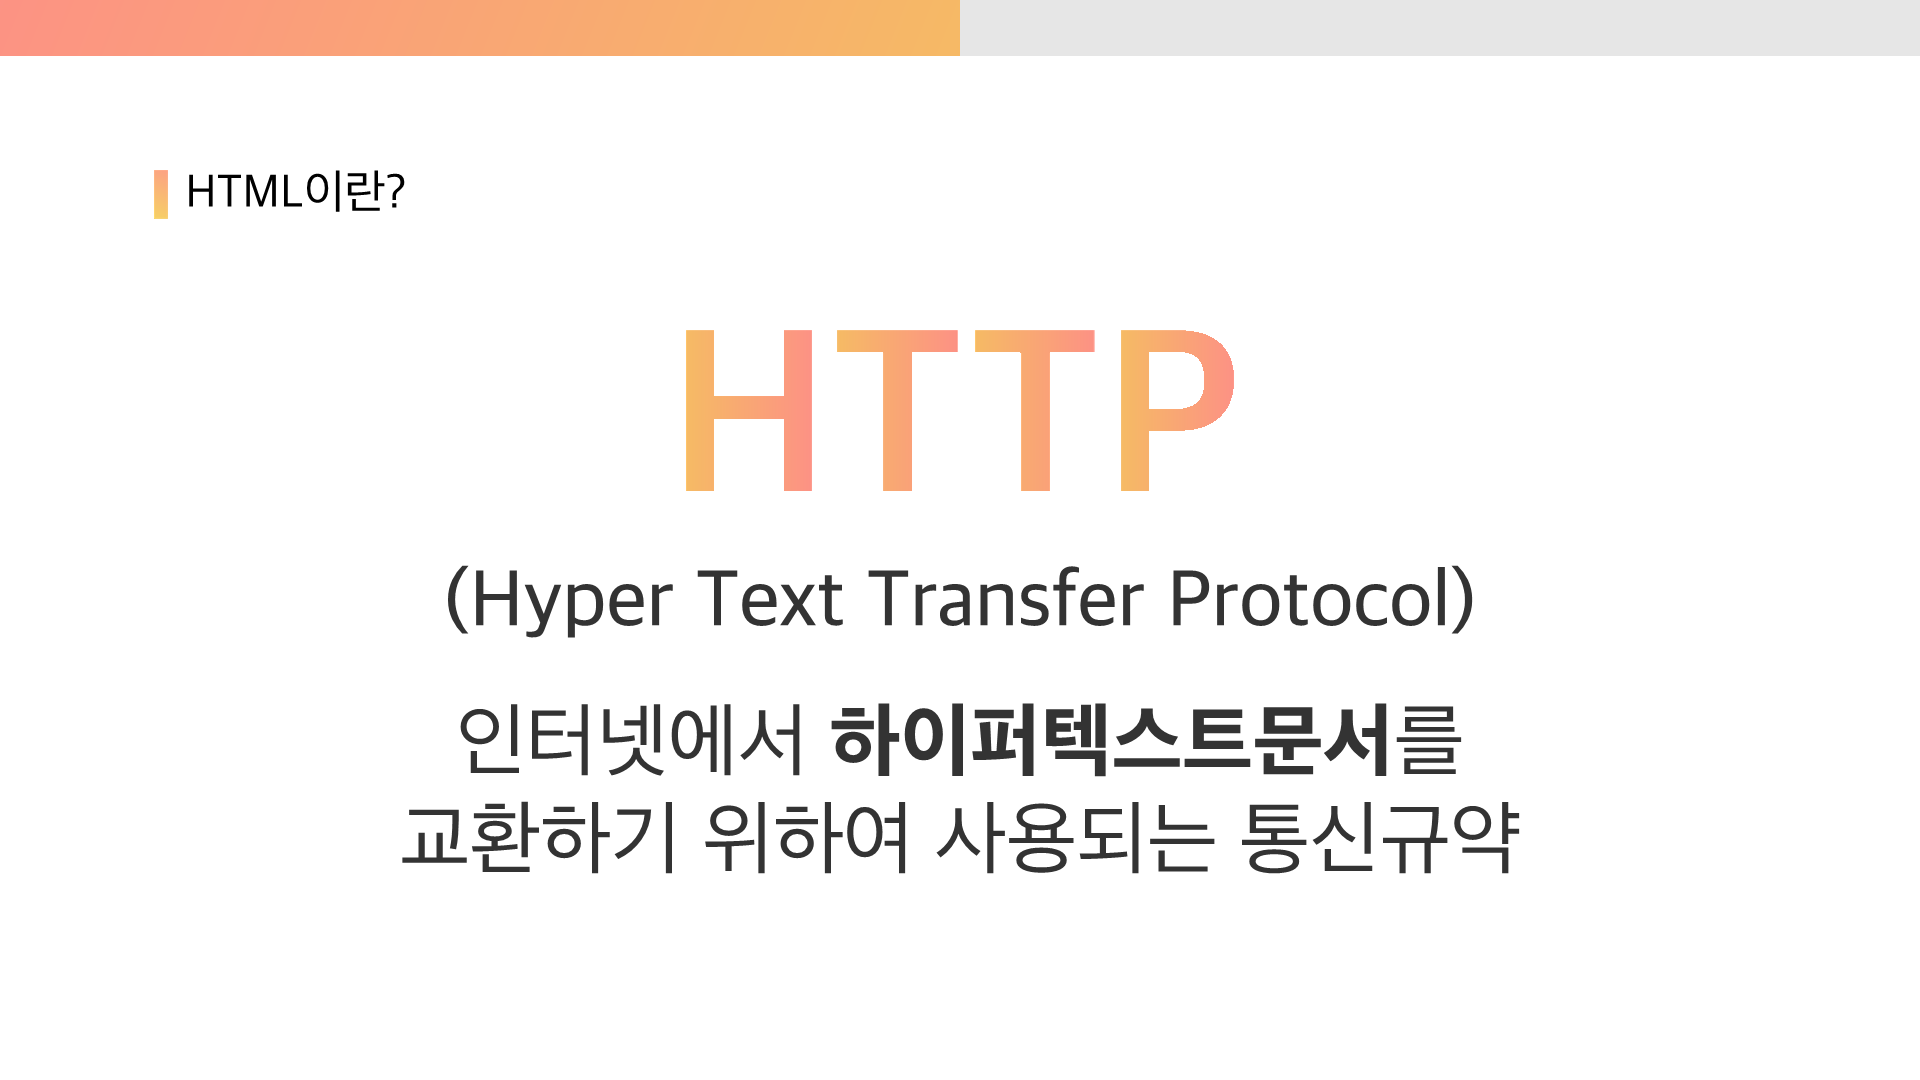 HTML이란?
HTTP
(Hyper Text Transfer Protocol)
인터넷에서 하이퍼텍스트문서를
교환하기 위하여 사용되는 통신규약